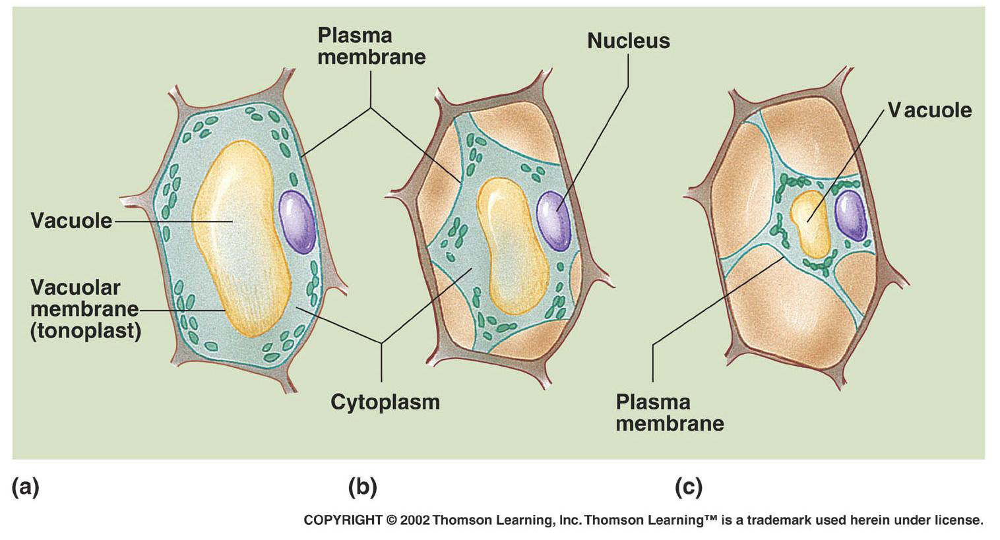 Plasma
membrane
Nucleus
Vacuole
Vacuole
Vacuolar
membrane
(tonoplast)
Cytoplasm
Plasma
membrane
(a)
(b)
(c)
COPYRIGHT © 2002 Thomson Learning, Inc. Thomson Learning™ is a trademark used herein under license.